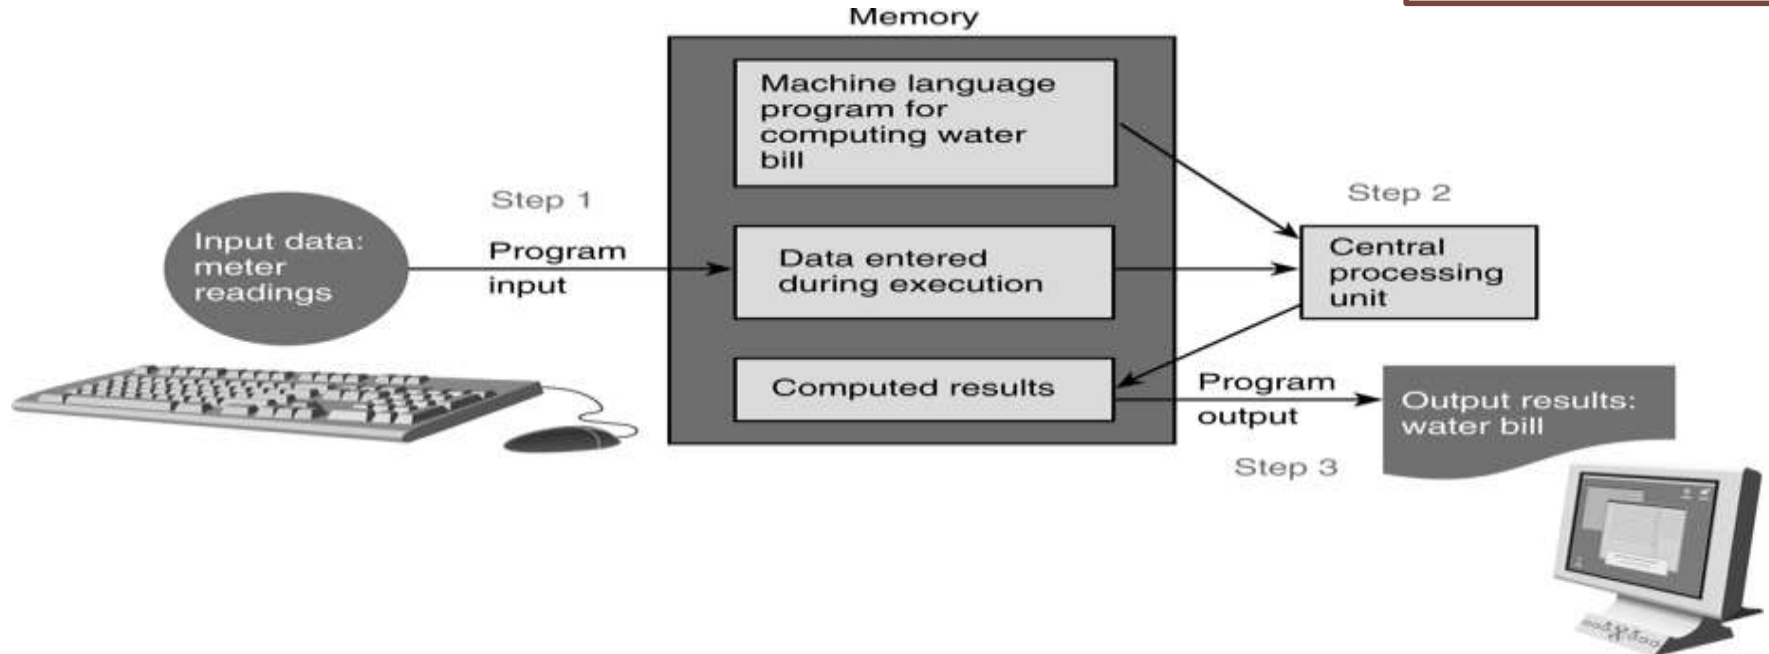 Memory
Machine language
program for
computing water
bill
Step 1
Step 2
Input data:
meter
readings
Program
input
Data entered
during execution
Central
processing
unit
Computed results
Program
output
Output results:
water bill
Step 3